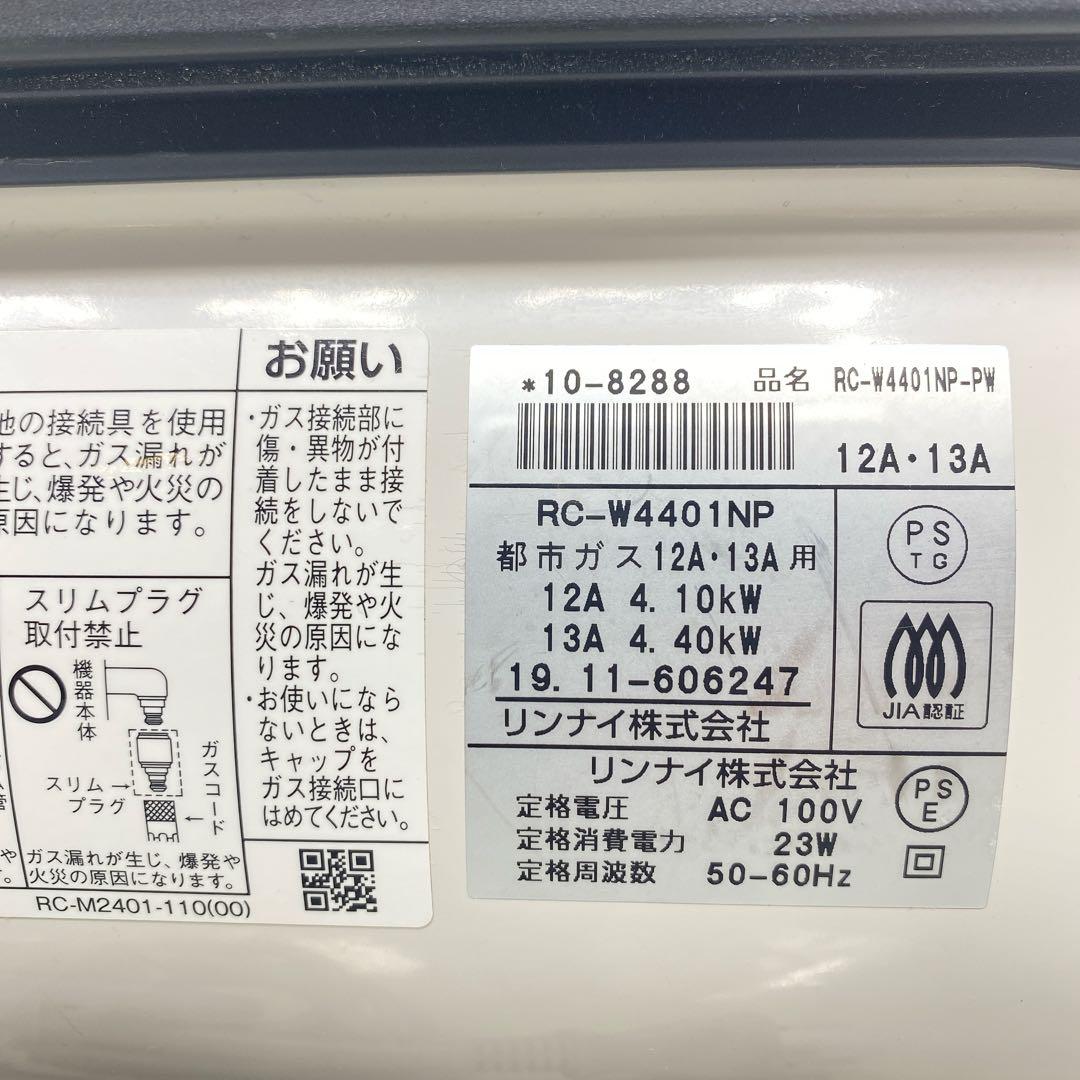 他の接続具を使用
すると、ガス漏れが
生じ、爆発や火災の
原因になります。
スリムプラグ
取付禁止
機器本体
スリム
プラグ
ガスコード
ガス漏れが生じ、爆発や
火災の原因になります。
RC-M2401-110(00)
お願い
・ガス接続部に
傷・異物が付
着したまま接
続をしないで
ください。
ガス漏れが生
じ、爆発や火
災の原因にな
ります。
・お使いになら
ないときは、
キャップを
ガス接続口に
はめてください。
*10-8288 品名 RC-W4401NP-PW
12A・13A
RC-W4401NP
都市ガス12A・13A用
12A 4.10kW
13A 4.40kW
19.11-606247
リンナイ株式会社
PS
TG
JIA認証
リンナイ株式会社
定格電圧 AC 100V
定格消費電力 23W
定格周波数 50-60Hz
PS
E